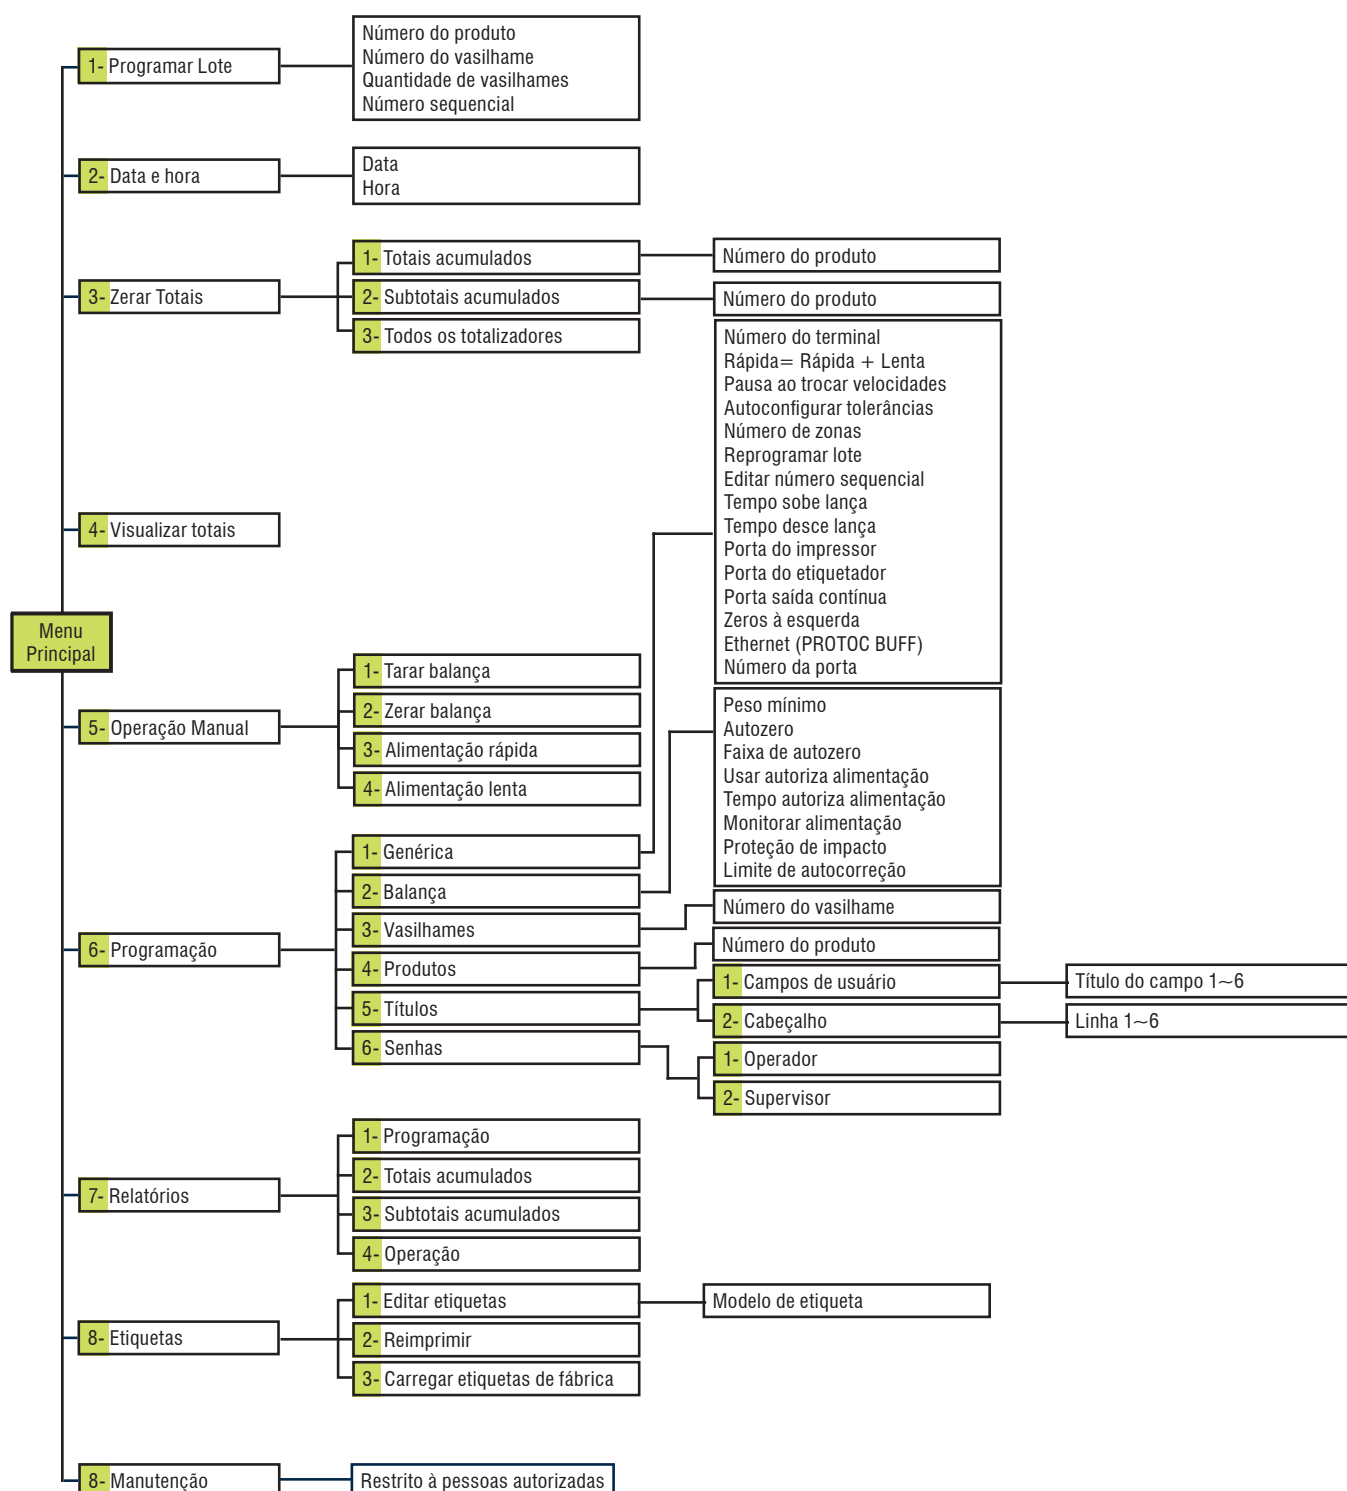 Menu
Principal
1- Programar Lote
Número do produto
Número do vasilhame
Quantidade de vasilhames
Número sequencial
2- Data e hora
Data
Hora
3- Zerar Totais
1- Totais acumulados
Número do produto
2- Subtotais acumulados
Número do produto
3- Todos os totalizadores
4- Visualizar totais
5- Operação Manual
1- Tarar balança
2- Zerar balança
3- Alimentação rápida
4- Alimentação lenta
6- Programação
1- Genérica
Número do terminal
Rápida= Rápida + Lenta
Pausa ao trocar velocidades
Autoconfigurar tolerâncias
Número de zonas
Reprogramar lote
Editar número sequencial
Tempo sobe lança
Tempo desce lança
Porta do impressor
Porta do etiquetador
Porta saída contínua
Zeros à esquerda
Ethernet (PROTOC BUFF)
Número da porta
2- Balança
Peso mínimo
Autozero
Faixa de autozero
Usar autoriza alimentação
Tempo autoriza alimentação
Monitorar alimentação
Proteção de impacto
Limite de autocorreção
3- Vasilhames
Número do vasilhame
4- Produtos
Número do produto
5- Títulos
1- Campos de usuário
Título do campo 1~6
2- Cabeçalho
Linha 1~6
6- Senhas
1- Operador
2- Supervisor
7- Relatórios
1- Programação
2- Totais acumulados
3- Subtotais acumulados
4- Operação
8- Etiquetas
1- Editar etiquetas
Modelo de etiqueta
2- Reimprimir
3- Carregar etiquetas de fábrica
8- Manutenção
Restrito à pessoas autorizadas